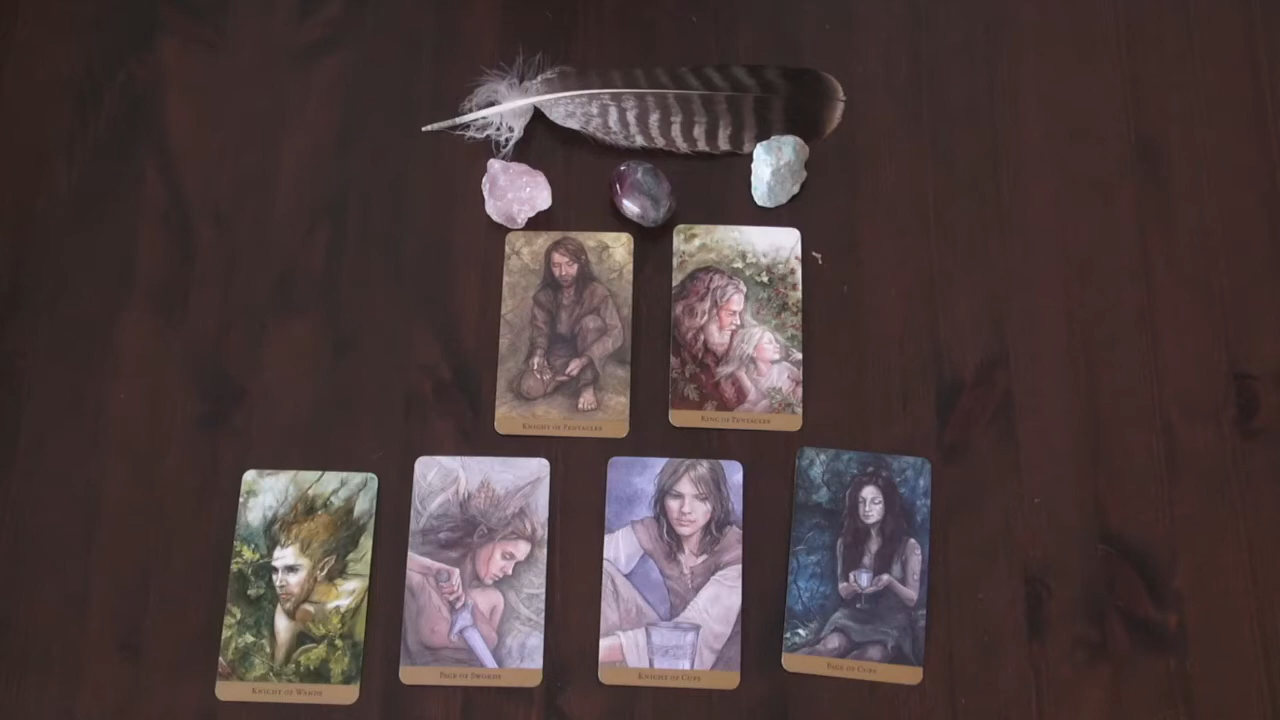 KNIGHT OF PENTACLES
KING OF PENTACLES
KNIGHT OF WANDS
PAGE OF SWORDS
KNIGHT OF CUPS
PAGE OF CUPS